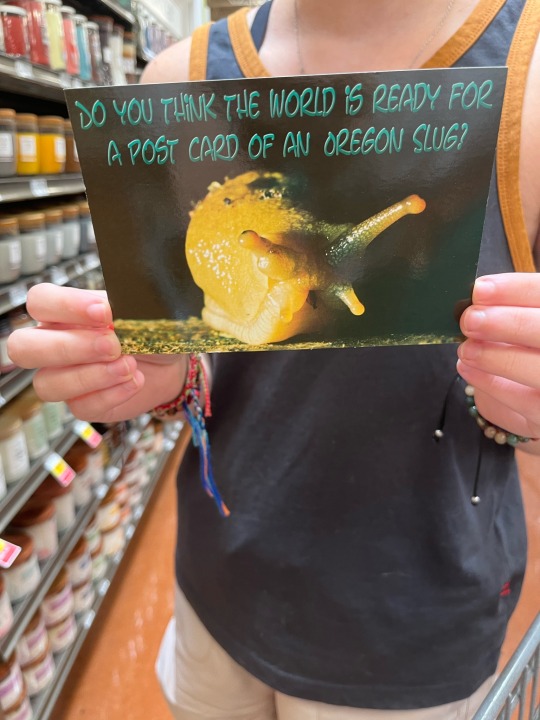 DO YOU THINK THE WORLD IS READY FOR
A POST CARD OF AN OREGON SLUG?